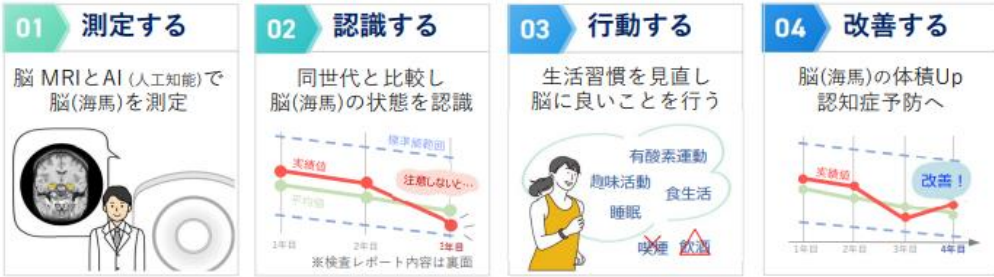 01 測定する
脳 MRIとAI (人工知能)で
脳(海馬)を測定
02 認識する
同世代と比較し
脳(海馬)の状態を認識
標準値範囲
実績値
注意しないと…
平均値
1年目
2年目
3年目
※検査レポート内容は裏面
03 行動する
生活習慣を見直し
脳に良いことを行う
有酸素運動
趣味活動
食生活
睡眠
喫煙
飲酒
04 改善する
脳(海馬)の体積Up
認知症予防へ
実績値
改善！
1年目
2年目
3年目
4年目